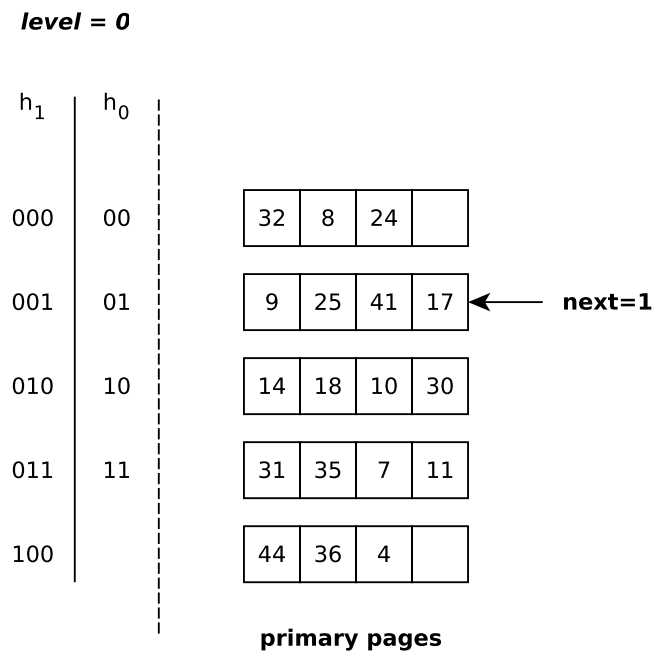 level = 0
h1 h0
000 00 32 8 24
001 01 9 25 41 17 next=1
010 10 14 18 10 30
011 11 31 35 7 11
100 44 36 4
primary pages